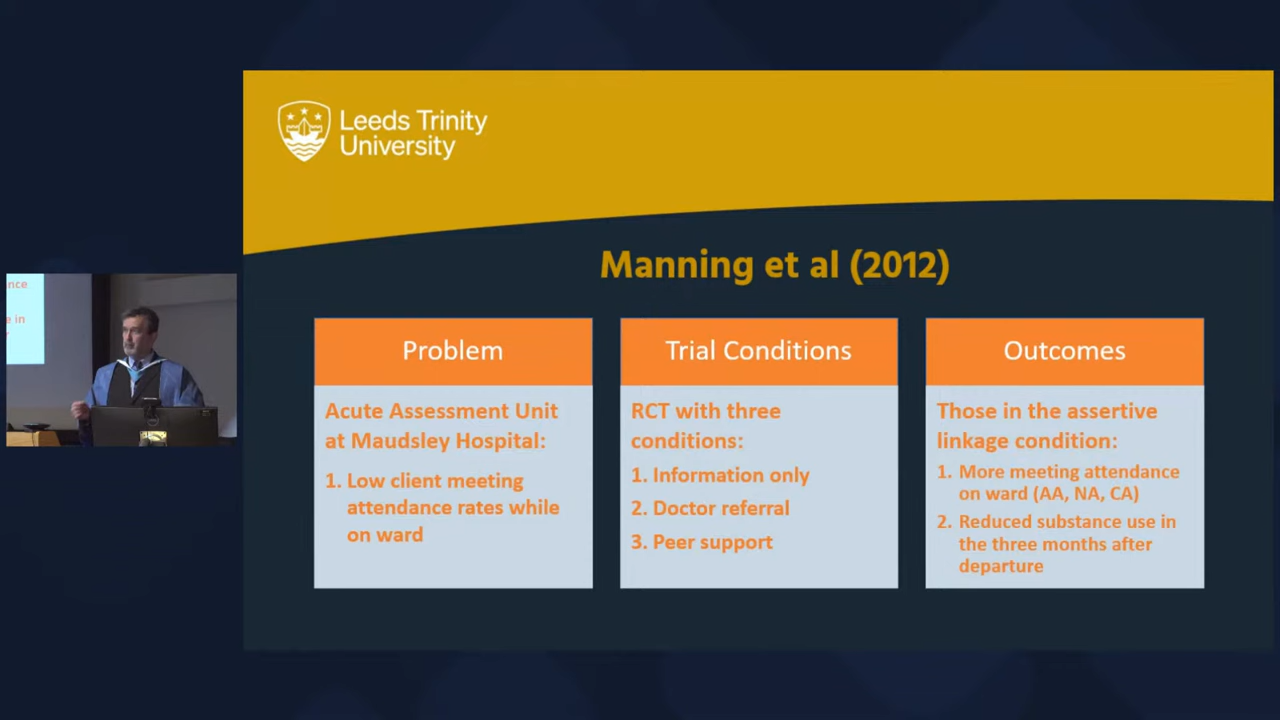 Leeds Trinity
University
Manning et al (2012)
Problem
Acute Assessment Unit
at Maudsley Hospital:
1. Low client meeting
attendance rates while
on ward
Trial Conditions
RCT with three
conditions:
1. Information only
2. Doctor referral
3. Peer support
Outcomes
Those in the assertive
linkage condition:
1. More meeting attendance
on ward (AA, NA, CA)
2. Reduced substance use in
the three months after
departure
nce
e in